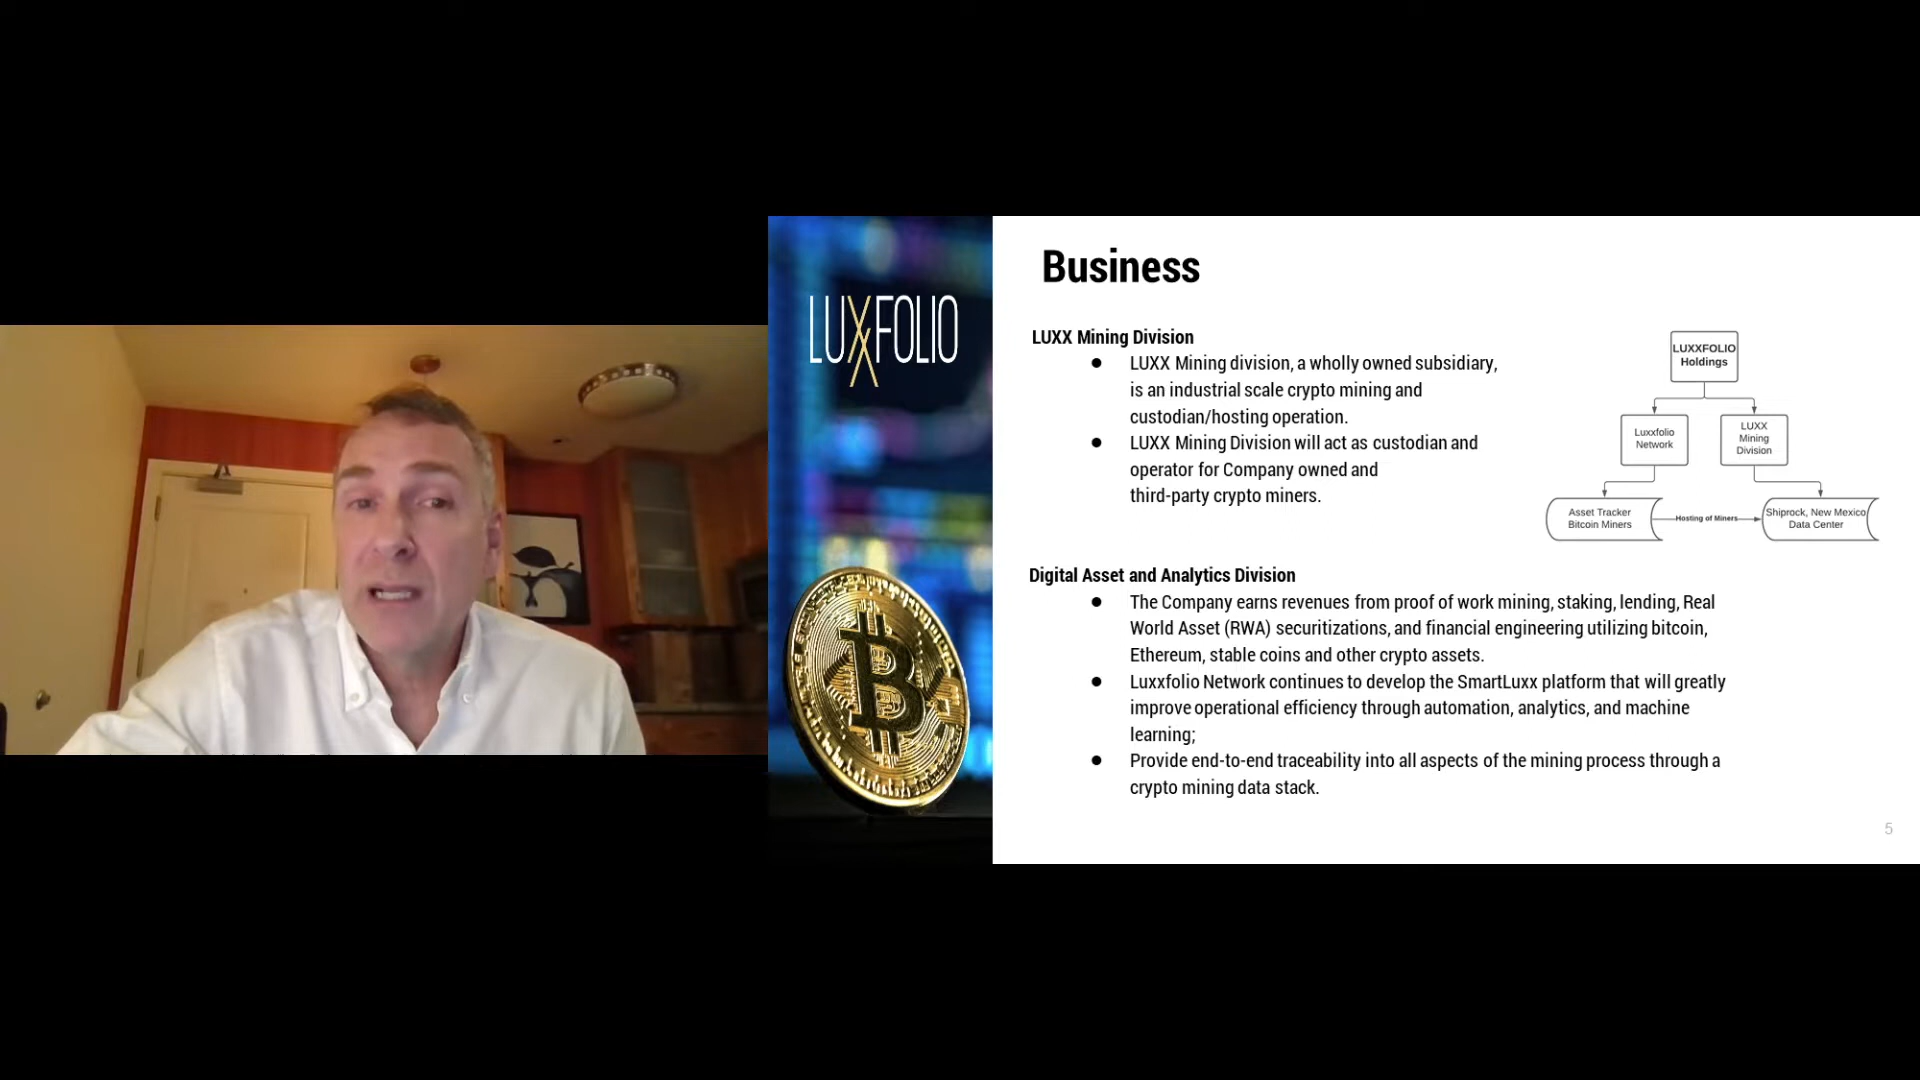 LUXXFOLIO
Business
LUXX Mining Division
● LUXX Mining division, a wholly owned subsidiary,
is an industrial scale crypto mining and
custodian/hosting operation.
● LUXX Mining Division will act as custodian and
operator for Company owned and
third-party crypto miners.
LUXXFOLIO
Holdings
Luxxfolio
Network
LUXX
Mining
Division
Asset Tracker
Bitcoin Miners
Hosting of Miners
Shiprock, New Mexico
Data Center
Digital Asset and Analytics Division
● The Company earns revenues from proof of work mining, staking, lending, Real
World Asset (RWA) securitizations, and financial engineering utilizing bitcoin,
Ethereum, stable coins and other crypto assets.
● Luxxfolio Network continues to develop the SmartLuxx platform that will greatly
improve operational efficiency through automation, analytics, and machine
learning;
● Provide end-to-end traceability into all aspects of the mining process through a
crypto mining data stack.
5